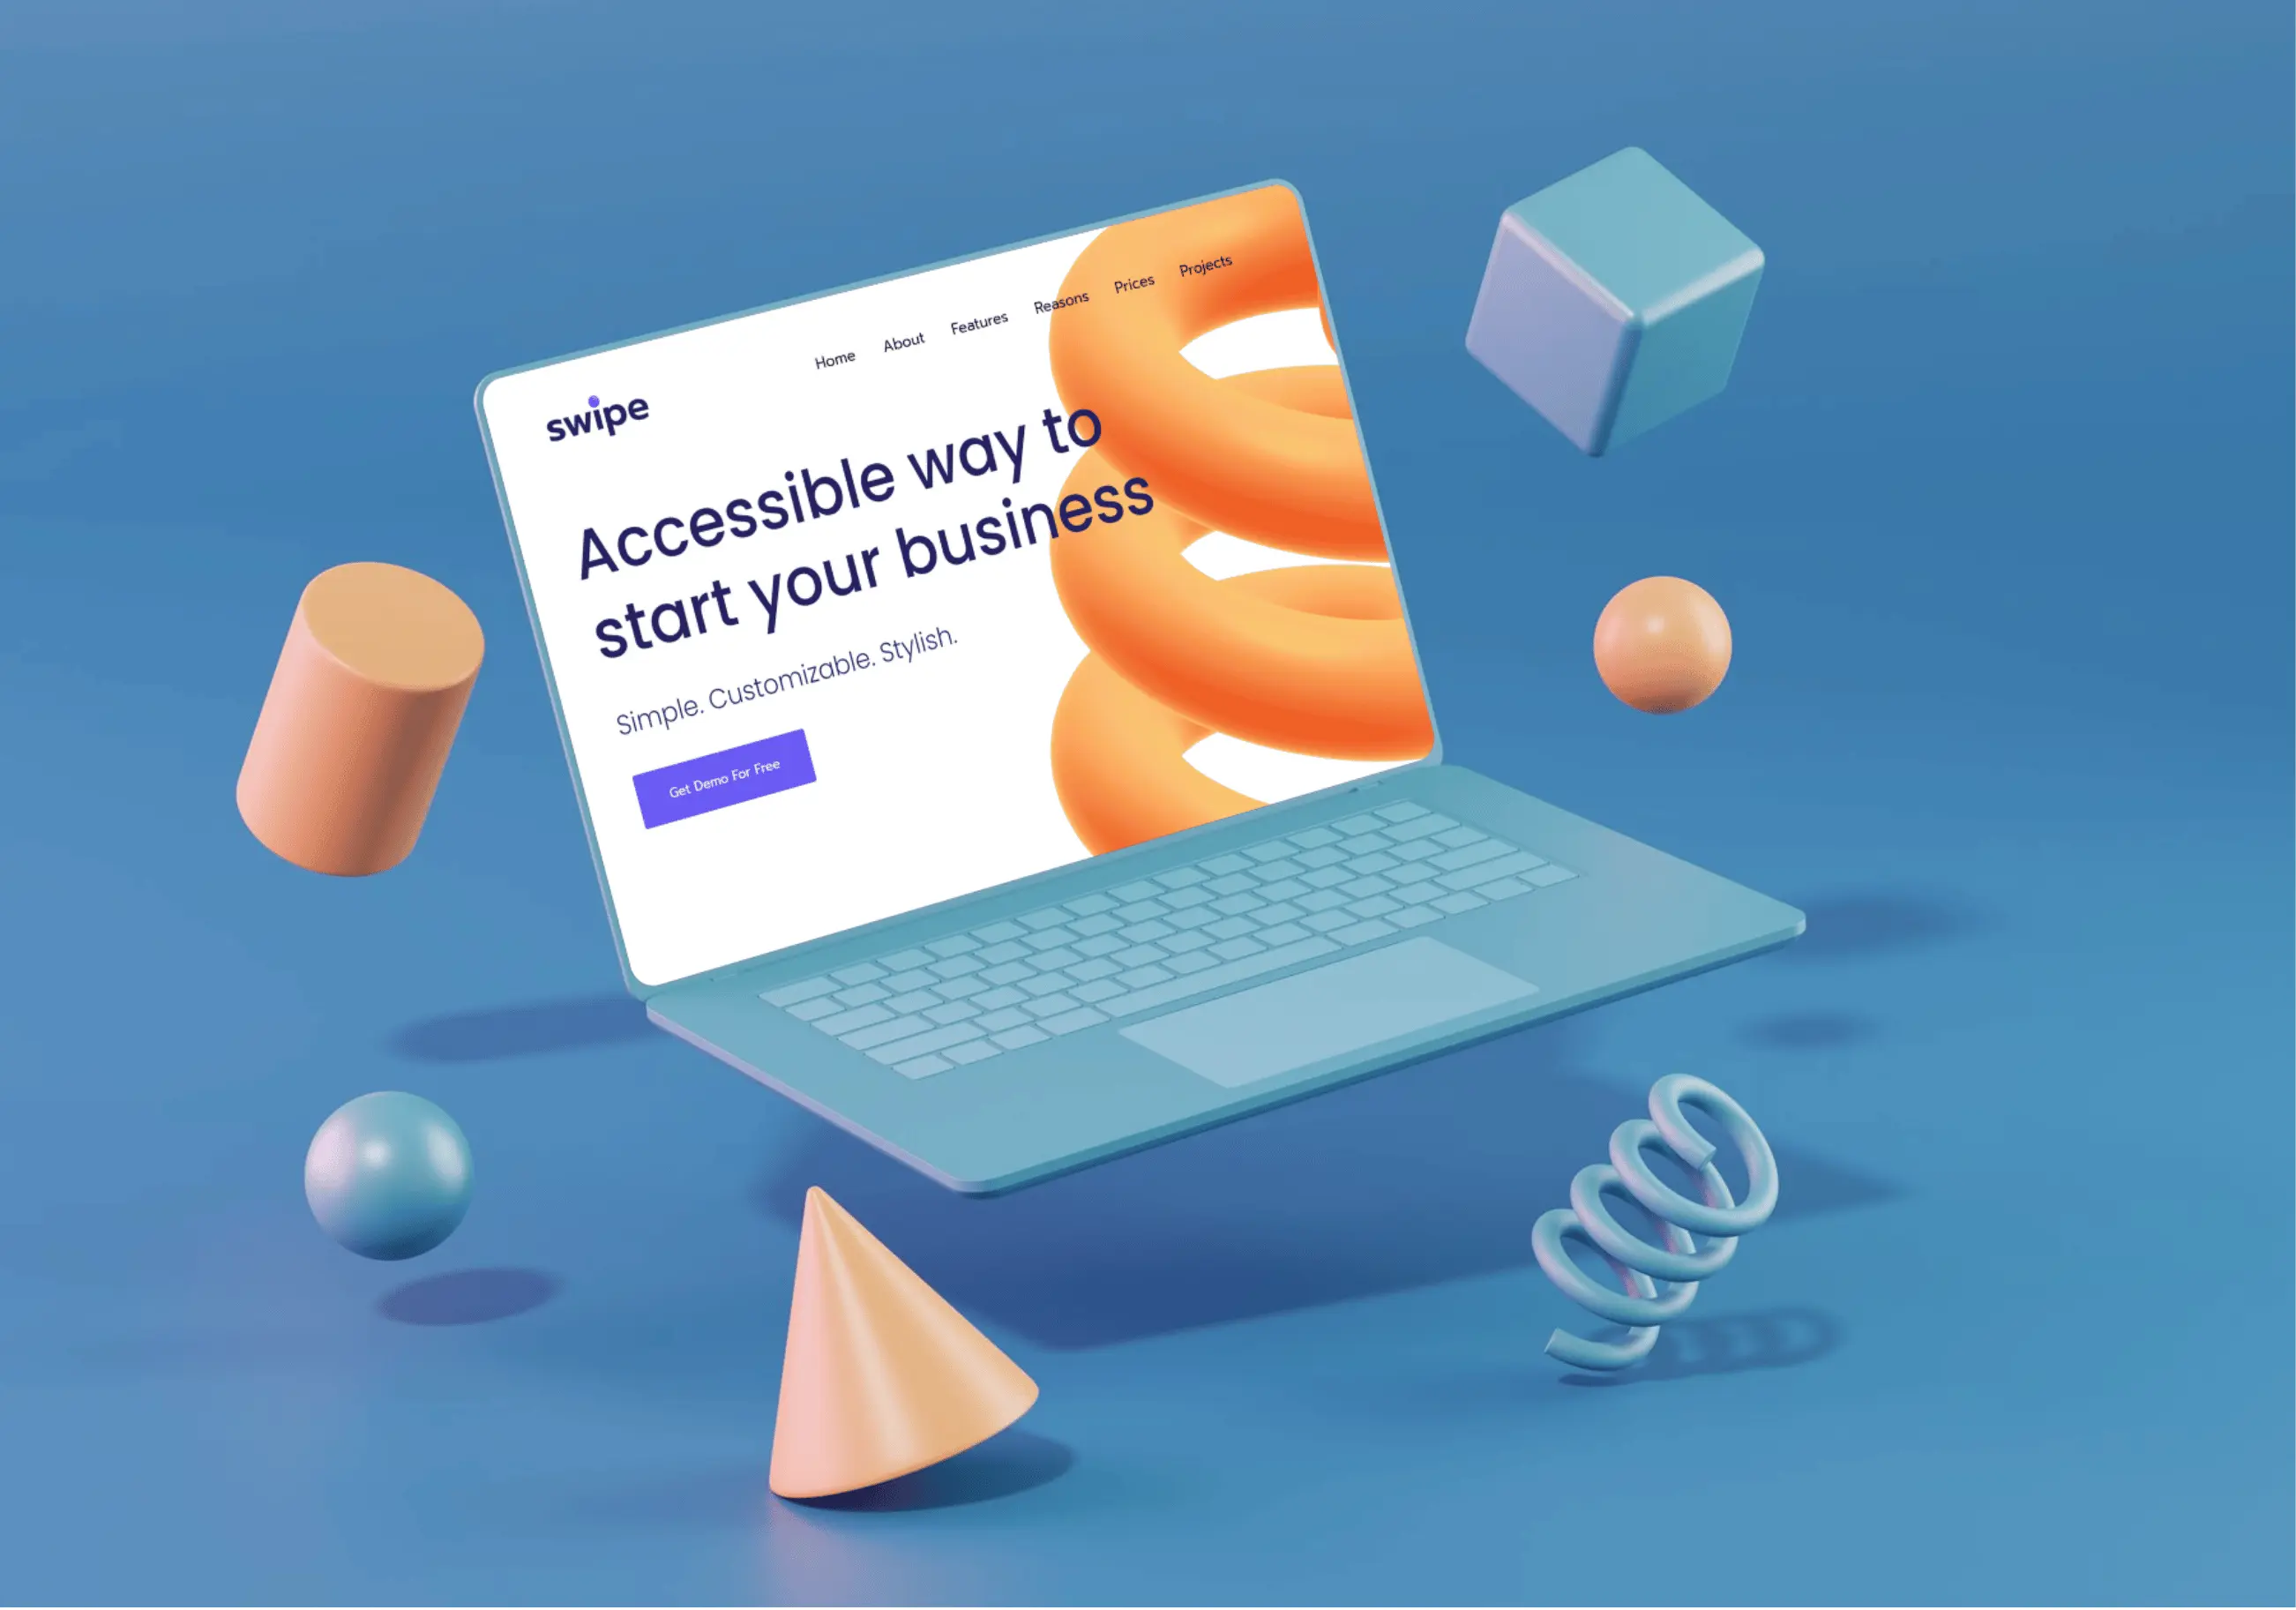 Home About Features Reasons Prices Projects
swipe
Accessible way to
start your business
Simple. Customizable. Stylish.
Get Demo For Free